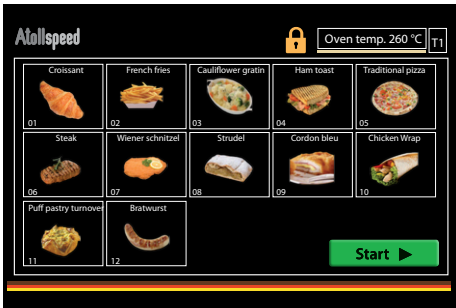 Atollspeed
Oven temp. 260 °C
T1
Croissant
01
French fries
02
Cauliflower gratin
03
Ham toast
04
Traditional pizza
05
Steak
06
Wiener schnitzel
07
Strudel
08
Cordon bleu
09
Chicken Wrap
10
Puff pastry turnover
11
Bratwurst
12
Start